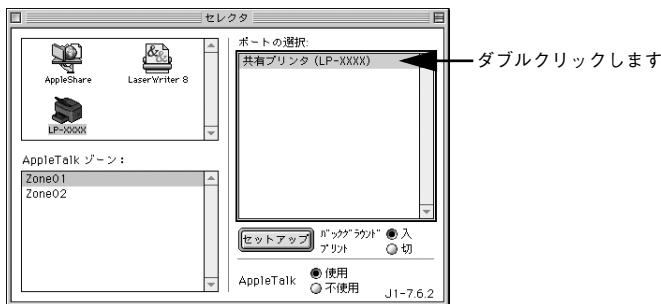 セレクタ
AppleShare
LaserWriter 8
LP-XXXX
AppleTalk ゾーン：
Zone01
Zone02
ポートの選択:
共有プリンタ (LP-XXXX)
ダブルクリックします
セットアップ
ﾊﾞｯｸｸﾞﾗｳﾝﾄﾞ
ﾌﾟﾘﾝﾄ
入
切
AppleTalk
使用
不使用
J1-7.6.2